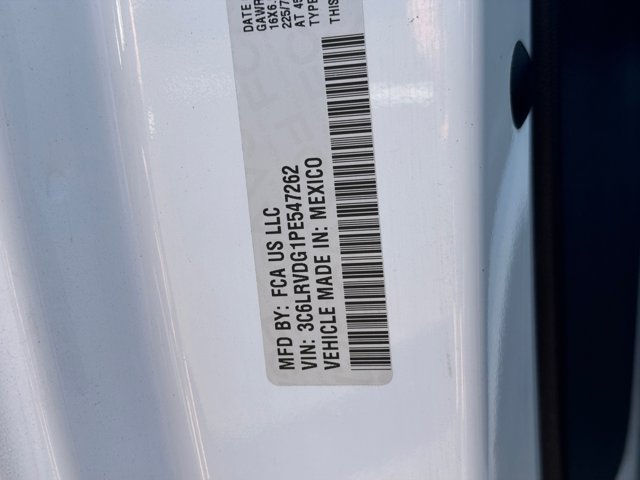 MFD BY: FCA US LLC
VIN: 3C6LRVDG1PE547262
VEHICLE MADE IN: MEXICO
DATE
GAWR
16X6.
225/7
AT 45
TYPE
THIS